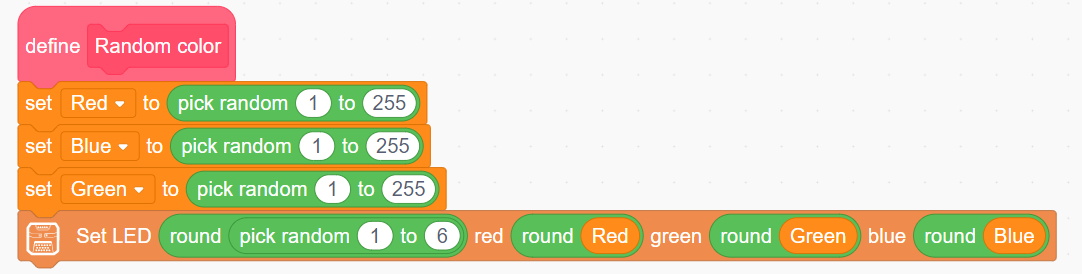 define Random color
set Red to pick random 1 to 255
set Blue to pick random 1 to 255
set Green to pick random 1 to 255
Set LED round pick random 1 to 6 red round Red green round Green blue round Blue